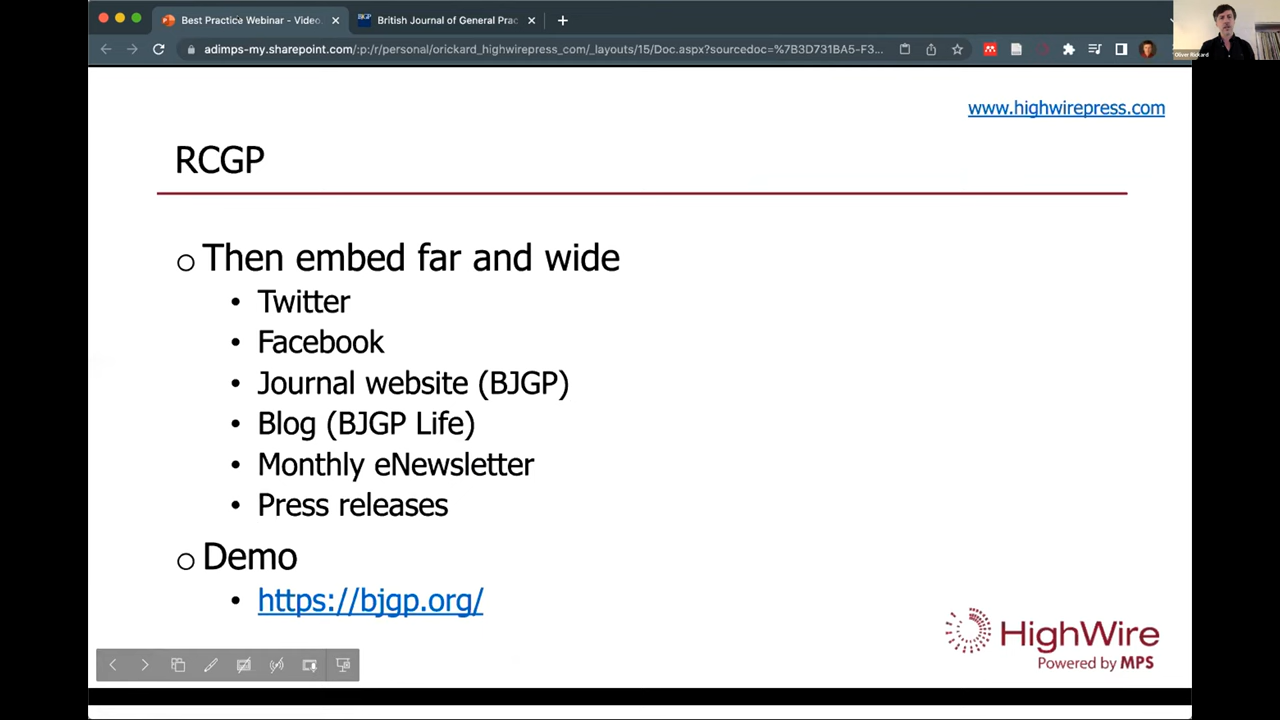 Best Practice Webinar - Video.
British Journal of General Prac
adimps-my.sharepoint.com/:p:/r/personal/orickard_highwirepress_com/_layouts/15/Doc.aspx?sourcedoc=%7B3D731BA5-F3...
Oliver Rickard
www.highwirepress.com
RCGP
Then embed far and wide
• Twitter
• Facebook
• Journal website (BJGP)
• Blog (BJGP Life)
• Monthly eNewsletter
• Press releases
Demo
• https://bjgp.org/
HighWire
Powered by MPS